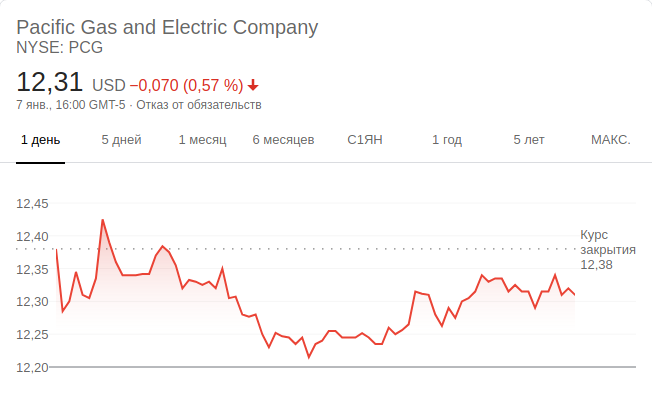 Pacific Gas and Electric Company
NYSE: PCG
12,31 USD −0,070 (0,57 %)
7 янв., 16:00 GMT-5 · Отказ от обязательств
1 день 5 дней 1 месяц 6 месяцев С1ЯН 1 год 5 лет МАКС.
12,45
12,40
12,35
12,30
12,25
12,20
Курс
закрытия
12,38